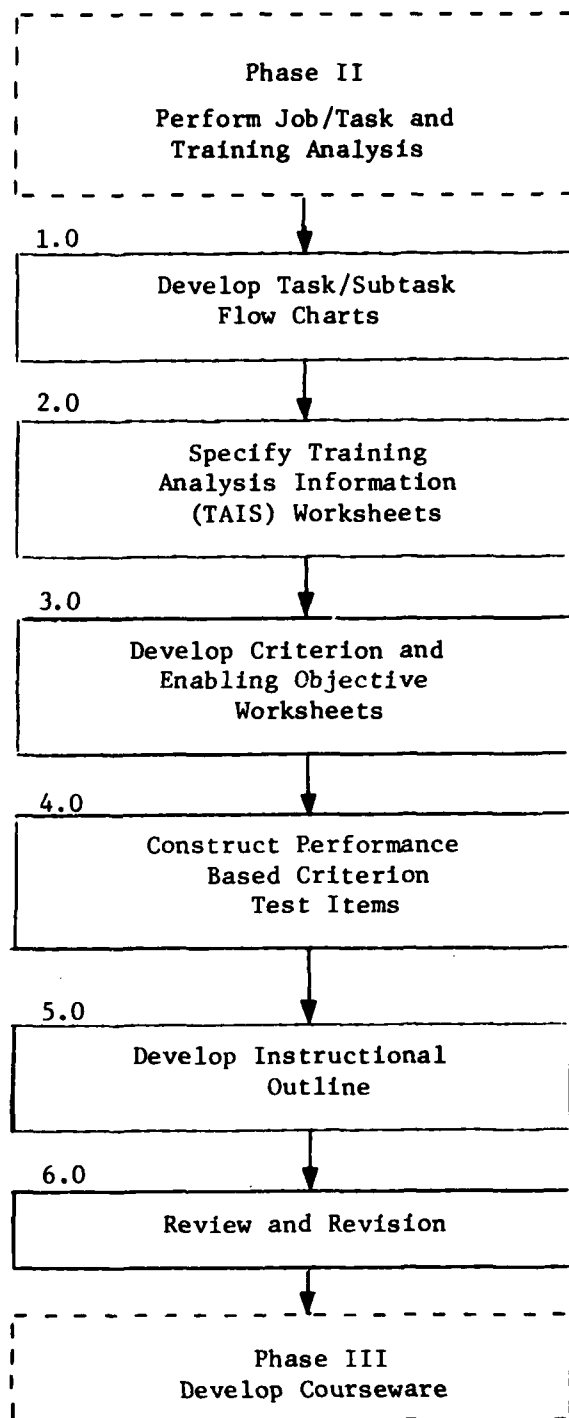 Phase II
Perform Job/Task and
Training Analysis
1.0
Develop Task/Subtask
Flow Charts
2.0
Specify Training
Analysis Information
(TAIS) Worksheets
3.0
Develop Criterion and
Enabling Objective
Worksheets
4.0
Construct Performance
Based Criterion
Test Items
5.0
Develop Instructional
Outline
6.0
Review and Revision
Phase III
Develop Courseware